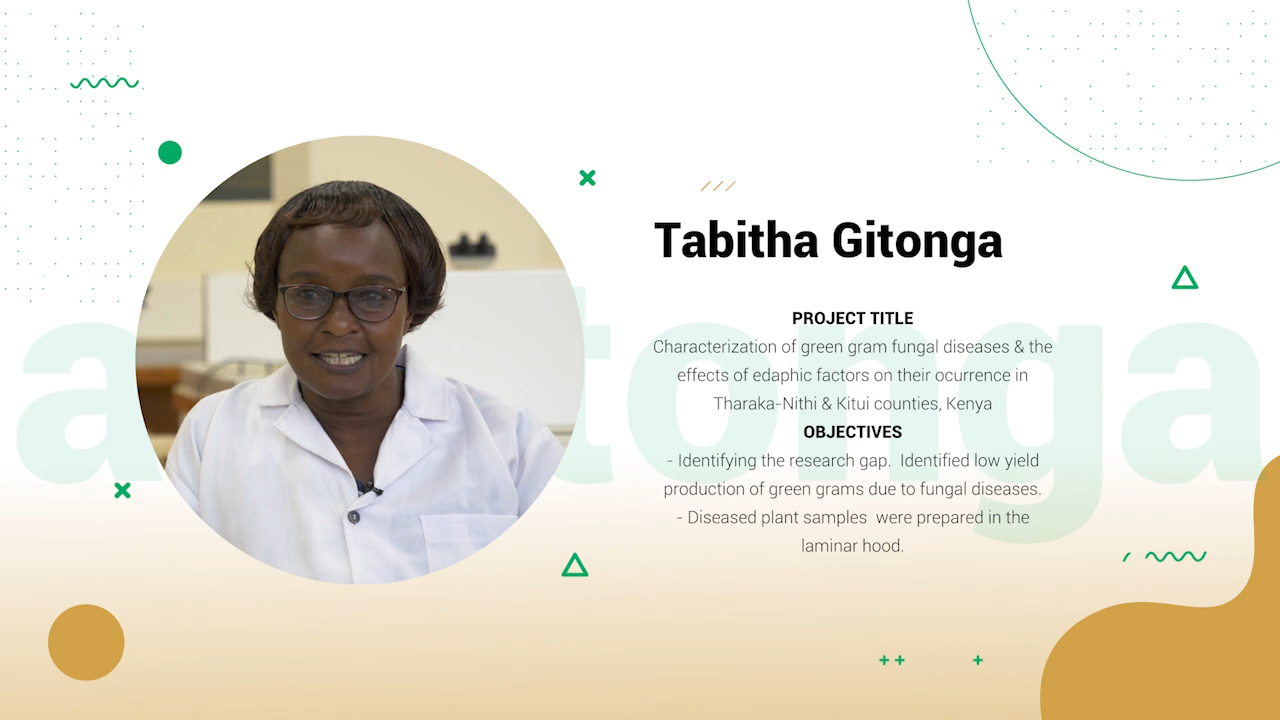 Tabitha Gitonga
PROJECT TITLE
Characterization of green gram fungal diseases & the
effects of edaphic factors on their ocurrence in
Tharaka-Nithi & Kitui counties, Kenya
OBJECTIVES
- Identifying the research gap.  Identified low yield
production of green grams due to fungal diseases.
- Diseased plant samples  were prepared in the
laminar hood.
a tonga